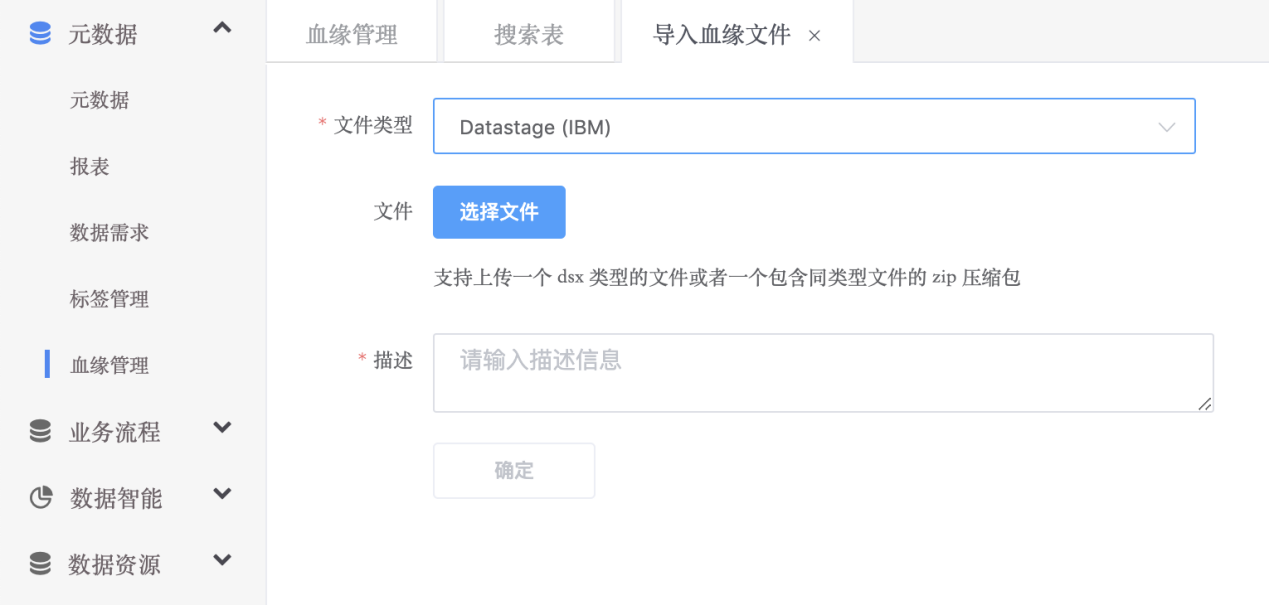 元数据
元数据
报表
数据需求
标签管理
血缘管理
业务流程
数据智能
数据资源
血缘管理 搜索表 导入血缘文件 ×
* 文件类型 Datastage (IBM)
文件 选择文件
支持上传一个 dsx 类型的文件或者一个包含同类型文件的 zip 压缩包
* 描述 请输入描述信息
确定